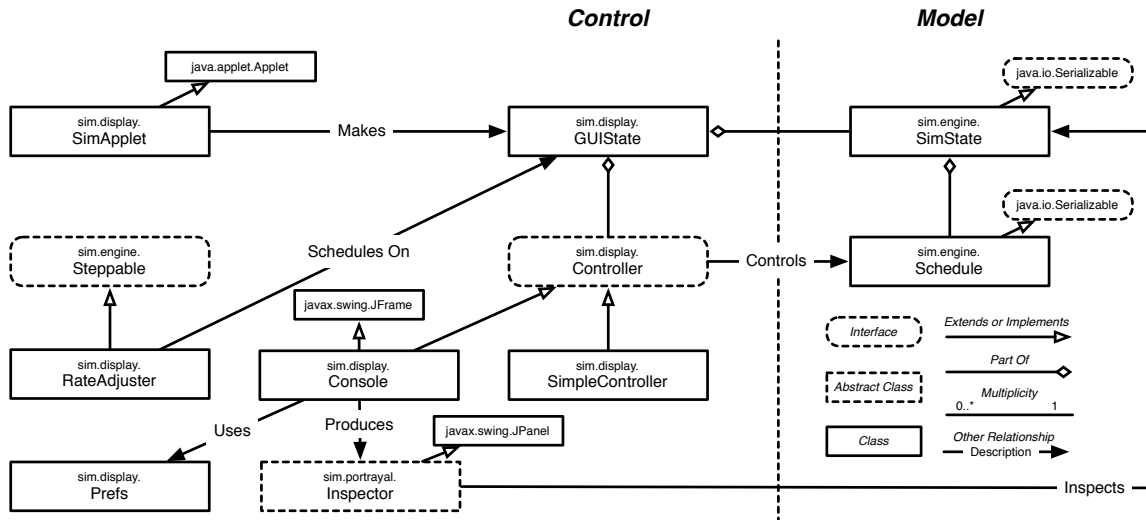 Control
Model
java.applet.Applet
java.io.Serializable
sim.display.
SimApplet
Makes
sim.display.
GUIState
sim.engine.
SimState
java.io.Serializable
sim.engine.
Steppable
Schedules On
sim.display.
Controller
Controls
sim.engine.
Schedule
javax.swing.JFrame
sim.display.
RateAdjuster
sim.display.
Console
sim.display.
SimpleController
Interface
Extends or Implements
Part Of
Abstract Class
Multiplicity
0..* 1
Uses
Produces
javax.swing.JPanel
Class
Other Relationship
Description
sim.display.
Prefs
sim.portrayal.
Inspector
Inspects